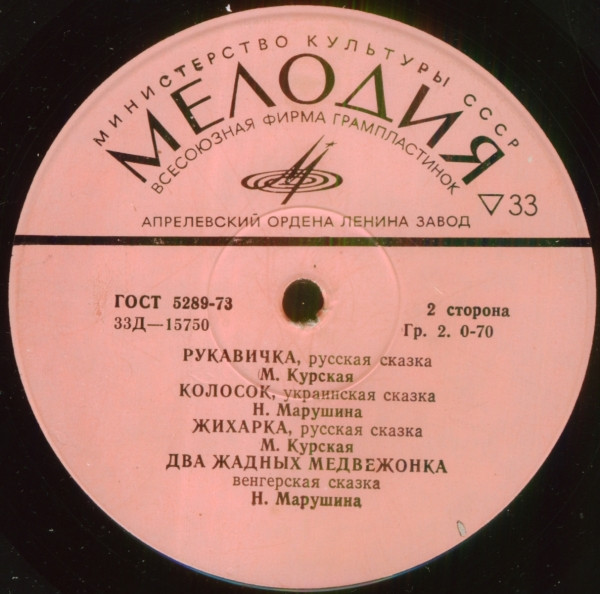 МИНИСТЕРСТВО КУЛЬТУРЫ СССР
МЕЛОДИЯ
ВСЕСОЮЗНАЯ ФИРМА ГРАМПЛАСТИНОК
▽33
АПРЕЛЕВСКИЙ ОРДЕНА ЛЕНИНА ЗАВОД
ГОСТ 5289-73
2 сторона
33Д—15750
Гр. 2. 0-70
РУКАВИЧКА, русская сказка
М. Курская
КОЛОСОК, украинская сказка
Н. Марушина
ЖИХАРКА, русская сказка
М. Курская
ДВА ЖАДНЫХ МЕДВЕЖОНКА
венгерская сказка
Н. Марушина